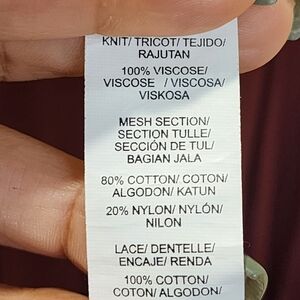 KNIT/ TRICOT/ TEJIDO/
RAJUTAN
100% VISCOSE/
VISCOSE / VISCOSA/
VISKOSA
MESH SECTION/
SECTION TULLE/
SECCIÓN DE TUL/
BAGIAN JALA
80% COTTON/ COTON/
ALGODON/ KATUN
20% NYLON/ NYLÓN/
NILON
LACE/ DENTELLE/
ENCAJE/ RENDA
100% COTTON/
COTON/ ALGODON/